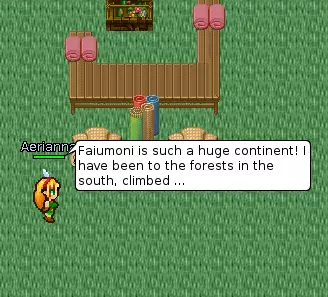 Aerianna
Faiumoni is such a huge continent! I
have been to the forests in the
south, climbed ...